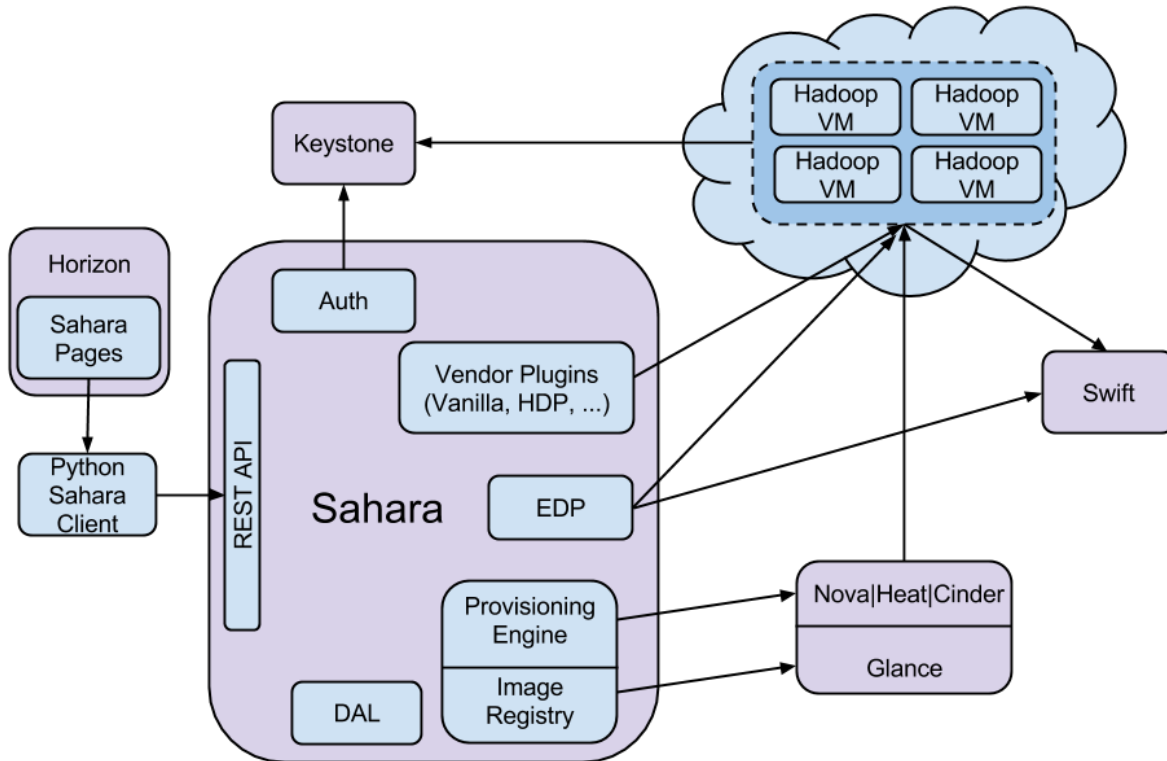 Hadoop
VM
Hadoop
VM
Hadoop
VM
Hadoop
VM
Keystone
Horizon
Sahara
Pages
Python
Sahara
Client
REST API
Auth
Vendor Plugins
(Vanilla, HDP, ...)
Sahara
EDP
Provisioning
Engine
Image
Registry
DAL
Swift
Nova|Heat|Cinder
Glance